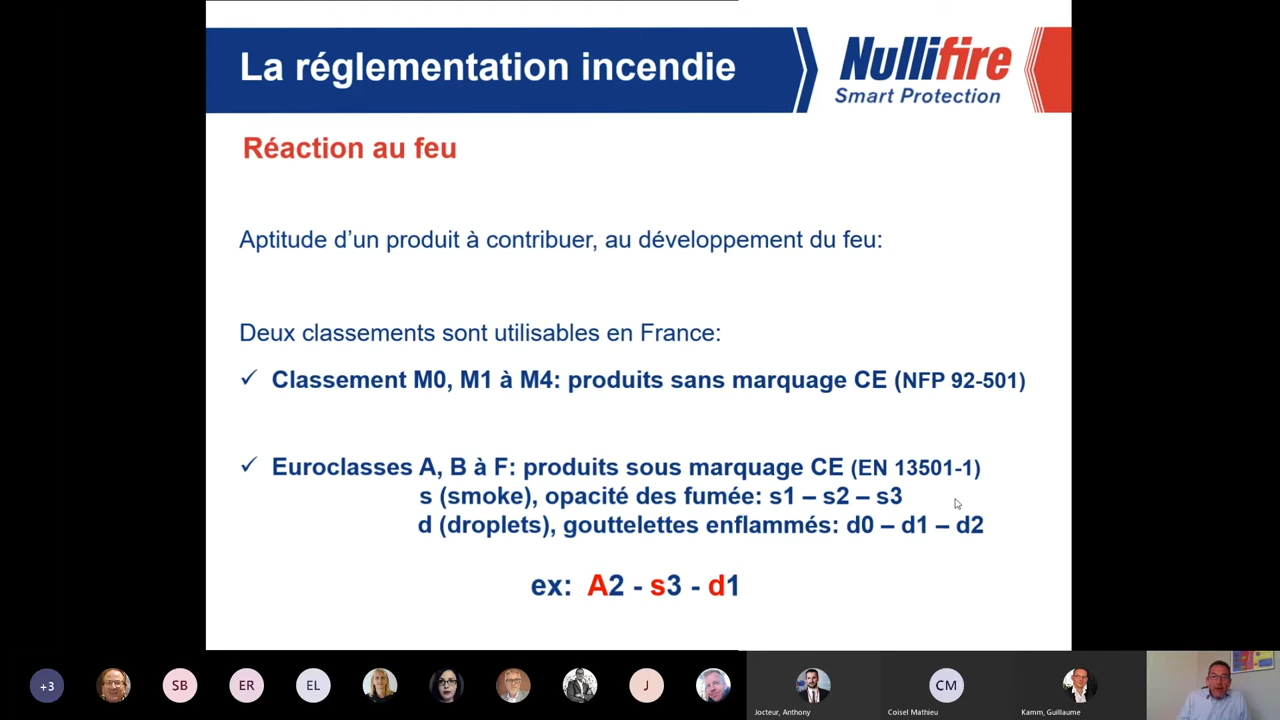 La réglementation incendie
Nullifire
Smart Protection
Réaction au feu
Aptitude d’un produit à contribuer, au développement du feu:
Deux classements sont utilisables en France:
✓ Classement M0, M1 à M4: produits sans marquage CE (NFP 92-501)
✓ Euroclasses A, B à F: produits sous marquage CE (EN 13501-1)
s (smoke), opacité des fumée: s1 – s2 – s3
d (droplets), gouttelettes enflammés: d0 – d1 – d2
ex: A2 - s3 - d1
+3 SB ER EL J CM
Jocteur, Anthony Coisel Mathieu Kamm, Guillaume